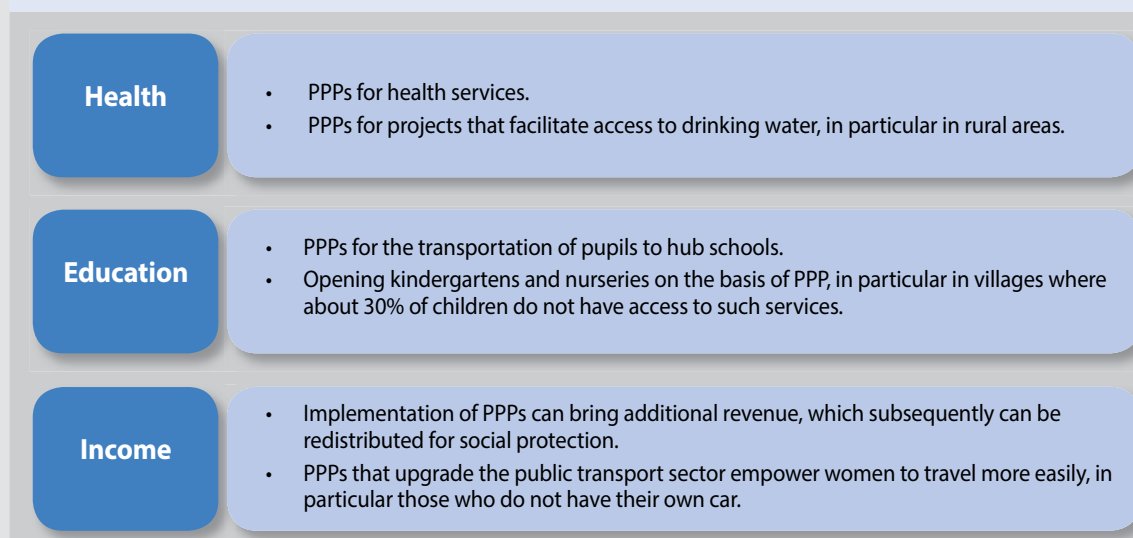 Health
• PPPs for health services.
• PPPs for projects that facilitate access to drinking water, in particular in rural areas.
Education
• PPPs for the transportation of pupils to hub schools.
• Opening kindergartens and nurseries on the basis of PPP, in particular in villages where
about 30% of children do not have access to such services.
Income
• Implementation of PPPs can bring additional revenue, which subsequently can be
redistributed for social protection.
• PPPs that upgrade the public transport sector empower women to travel more easily, in
particular those who do not have their own car.